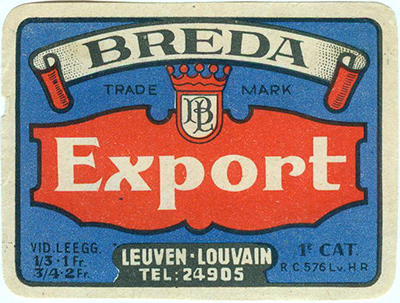 BREDA
TRADE MARK
BL
Export
VID. LEEGG.
1/3·1 Fr.
3/4·2 Fr.
LEUVEN·LOUVAIN
TEL: 24905
1e CAT.
R C 576 Lv. H R